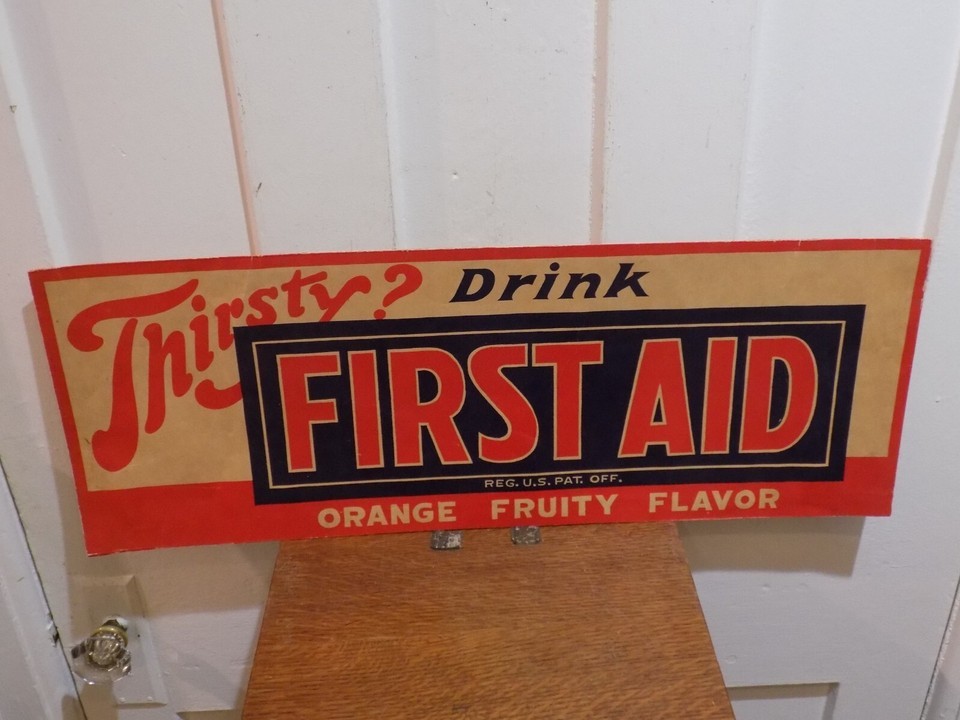 Thirsty? Drink
FIRST AID
REG. U.S. PAT. OFF.
ORANGE FRUITY FLAVOR